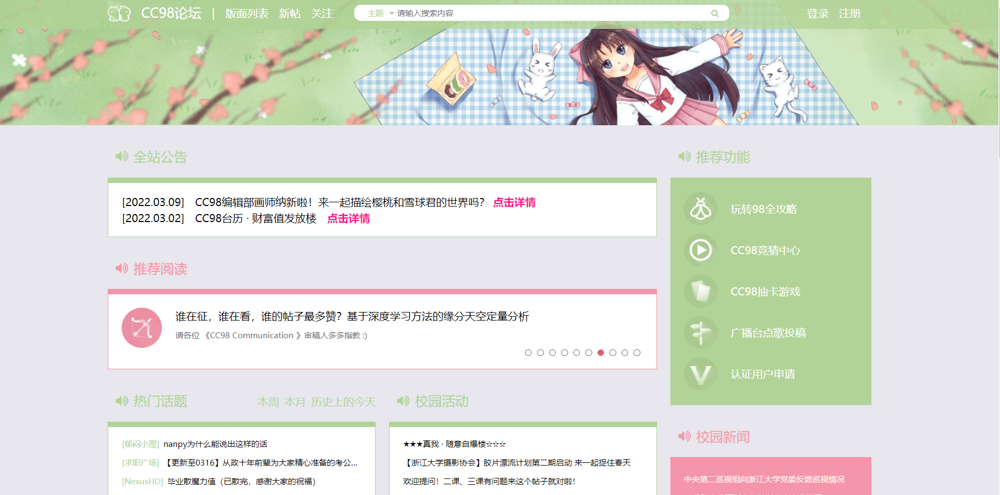 CC98论坛 | 版面列表 新帖 关注 主题 请输入搜索内容 登录 注册
全站公告
[2022.03.09] CC98编辑部画师纳新啦！来一起描绘樱桃和雪球君的世界吗？ 点击详情
[2022.03.02] CC98台历 · 财富值发放楼 点击详情
推荐阅读
谁在征，谁在看，谁的帖子最多赞？基于深度学习方法的缘分天空定量分析
请各位 《CC98 Communication 》审稿人多多指教 :)
热门话题 本周 本月 历史上的今天
[郁闷小屋] nanpy为什么能说出这样的话
[求职广场] 【更新至0316】从政十年前辈为大家精心准备的考公...
[NexusHD] 毕业散魔力值（已散完，感谢大家的祝福）
校园活动
★★★真我 · 随意自爆楼☆☆☆
【浙江大学摄影协会】胶片漂流计划第二期启动 来一起捉住春天
欢迎提问！二课、三课有问题来这个帖子就对啦！
推荐功能
玩转98全攻略
CC98竞猜中心
CC98抽卡游戏
广播台点歌投稿
认证用户申请
校园新闻
中央第二巡视组向浙江大学党委反馈巡视情况